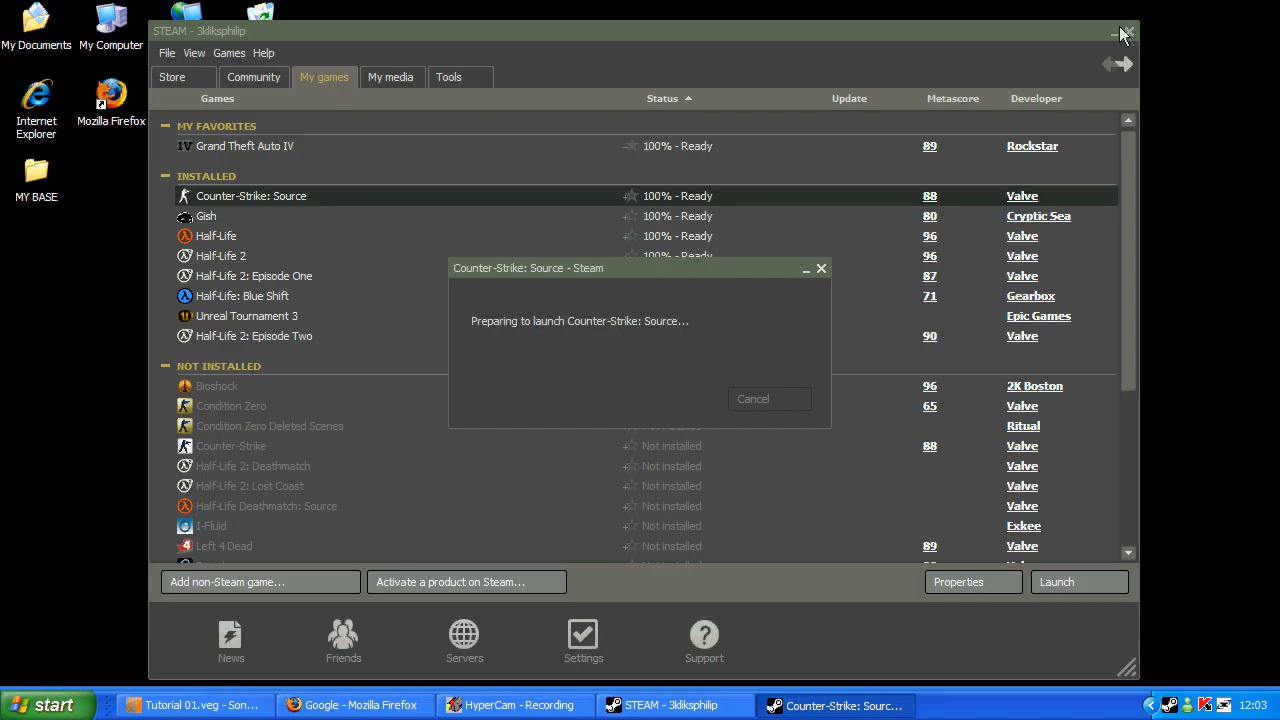 My Documents
My Computer
Internet Explorer
Mozilla Firefox
MY BASE
STEAM - 3kliksphilip
File View Games Help
Store Community My games My media Tools
Games Status Update Metascore Developer
MY FAVORITES
Grand Theft Auto IV 100% - Ready 89 Rockstar
INSTALLED
Counter-Strike: Source 100% - Ready 88 Valve
Gish 100% - Ready 80 Cryptic Sea
Half-Life 100% - Ready 96 Valve
Half-Life 2 100% - Ready 96 Valve
Half-Life 2: Episode One 87 Valve
Half-Life: Blue Shift 71 Gearbox
Unreal Tournament 3 Epic Games
Half-Life 2: Episode Two 90 Valve
Counter-Strike: Source - Steam
Preparing to launch Counter-Strike: Source...
Cancel
NOT INSTALLED
Bioshock 96 2K Boston
Condition Zero 65 Valve
Condition Zero Deleted Scenes Ritual
Counter-Strike Not installed 88 Valve
Half-Life 2: Deathmatch Not installed Valve
Half-Life 2: Lost Coast Not installed Valve
Half-Life Deathmatch: Source Not installed Valve
I-Fluid Not installed Exkee
Left 4 Dead Not installed 89 Valve
Add non-Steam game... Activate a product on Steam... Properties Launch
News Friends Servers Settings Support
start Tutorial 01.veg - Son... Google - Mozilla Firefox HyperCam - Recording STEAM - 3kliksphilip Counter-Strike: Sourc... 12:03